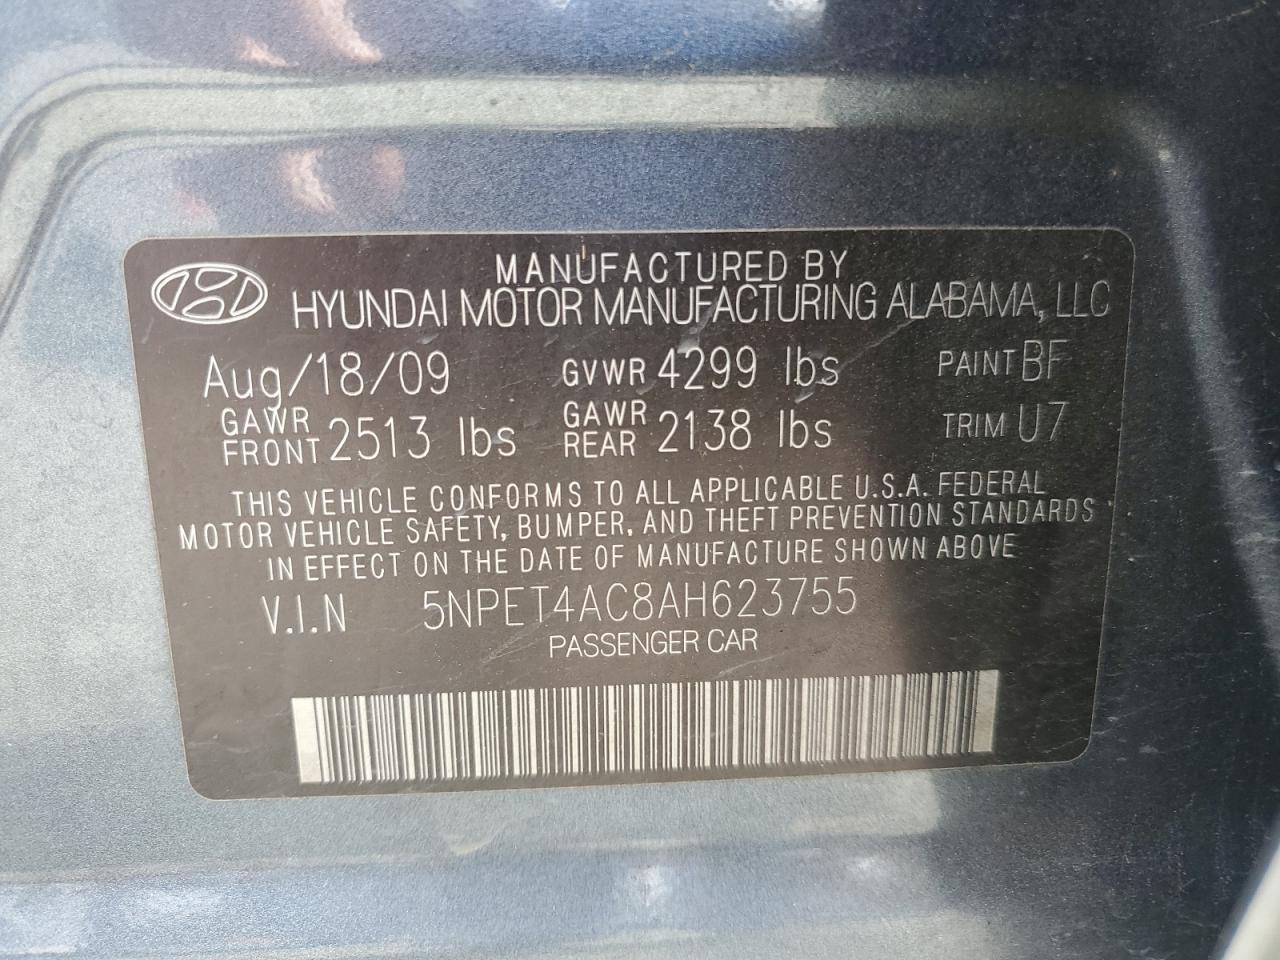 MANUFACTURED BY
HYUNDAI MOTOR MANUFACTURING ALABAMA, LLC
Aug/18/09 GVWR 4299 lbs PAINT BF
GAWR FRONT 2513 lbs GAWR REAR 2138 lbs TRIM U7
THIS VEHICLE CONFORMS TO ALL APPLICABLE U.S.A. FEDERAL
MOTOR VEHICLE SAFETY, BUMPER, AND THEFT PREVENTION STANDARDS
IN EFFECT ON THE DATE OF MANUFACTURE SHOWN ABOVE
V.I.N 5NPET4AC8AH623755
PASSENGER CAR